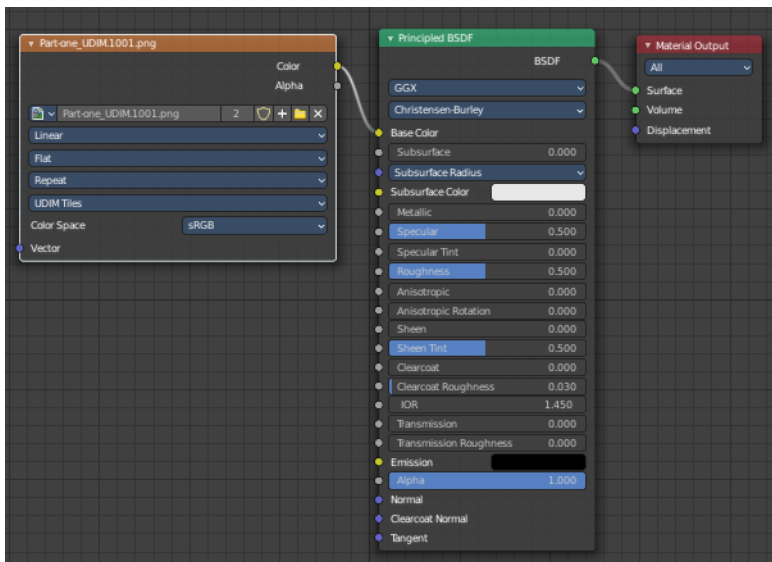 Part-one_UDIM.1001.png
Color
Alpha
Part-one_UDIM.1001.png 2
Linear
Flat
Repeat
UDIM Tiles
Color Space sRGB
Vector
Principled BSDF
BSDF
GGX
Christensen-Burley
Base Color
Subsurface 0.000
Subsurface Radius
Subsurface Color
Metallic 0.000
Specular 0.500
Specular Tint 0.000
Roughness 0.500
Anisotropic 0.000
Anisotropic Rotation 0.000
Sheen 0.000
Sheen Tint 0.500
Clearcoat 0.000
Clearcoat Roughness 0.030
IOR 1.450
Transmission 0.000
Transmission Roughness 0.000
Emission
Alpha 1.000
Normal
Clearcoat Normal
Tangent
Material Output
All
Surface
Volume
Displacement